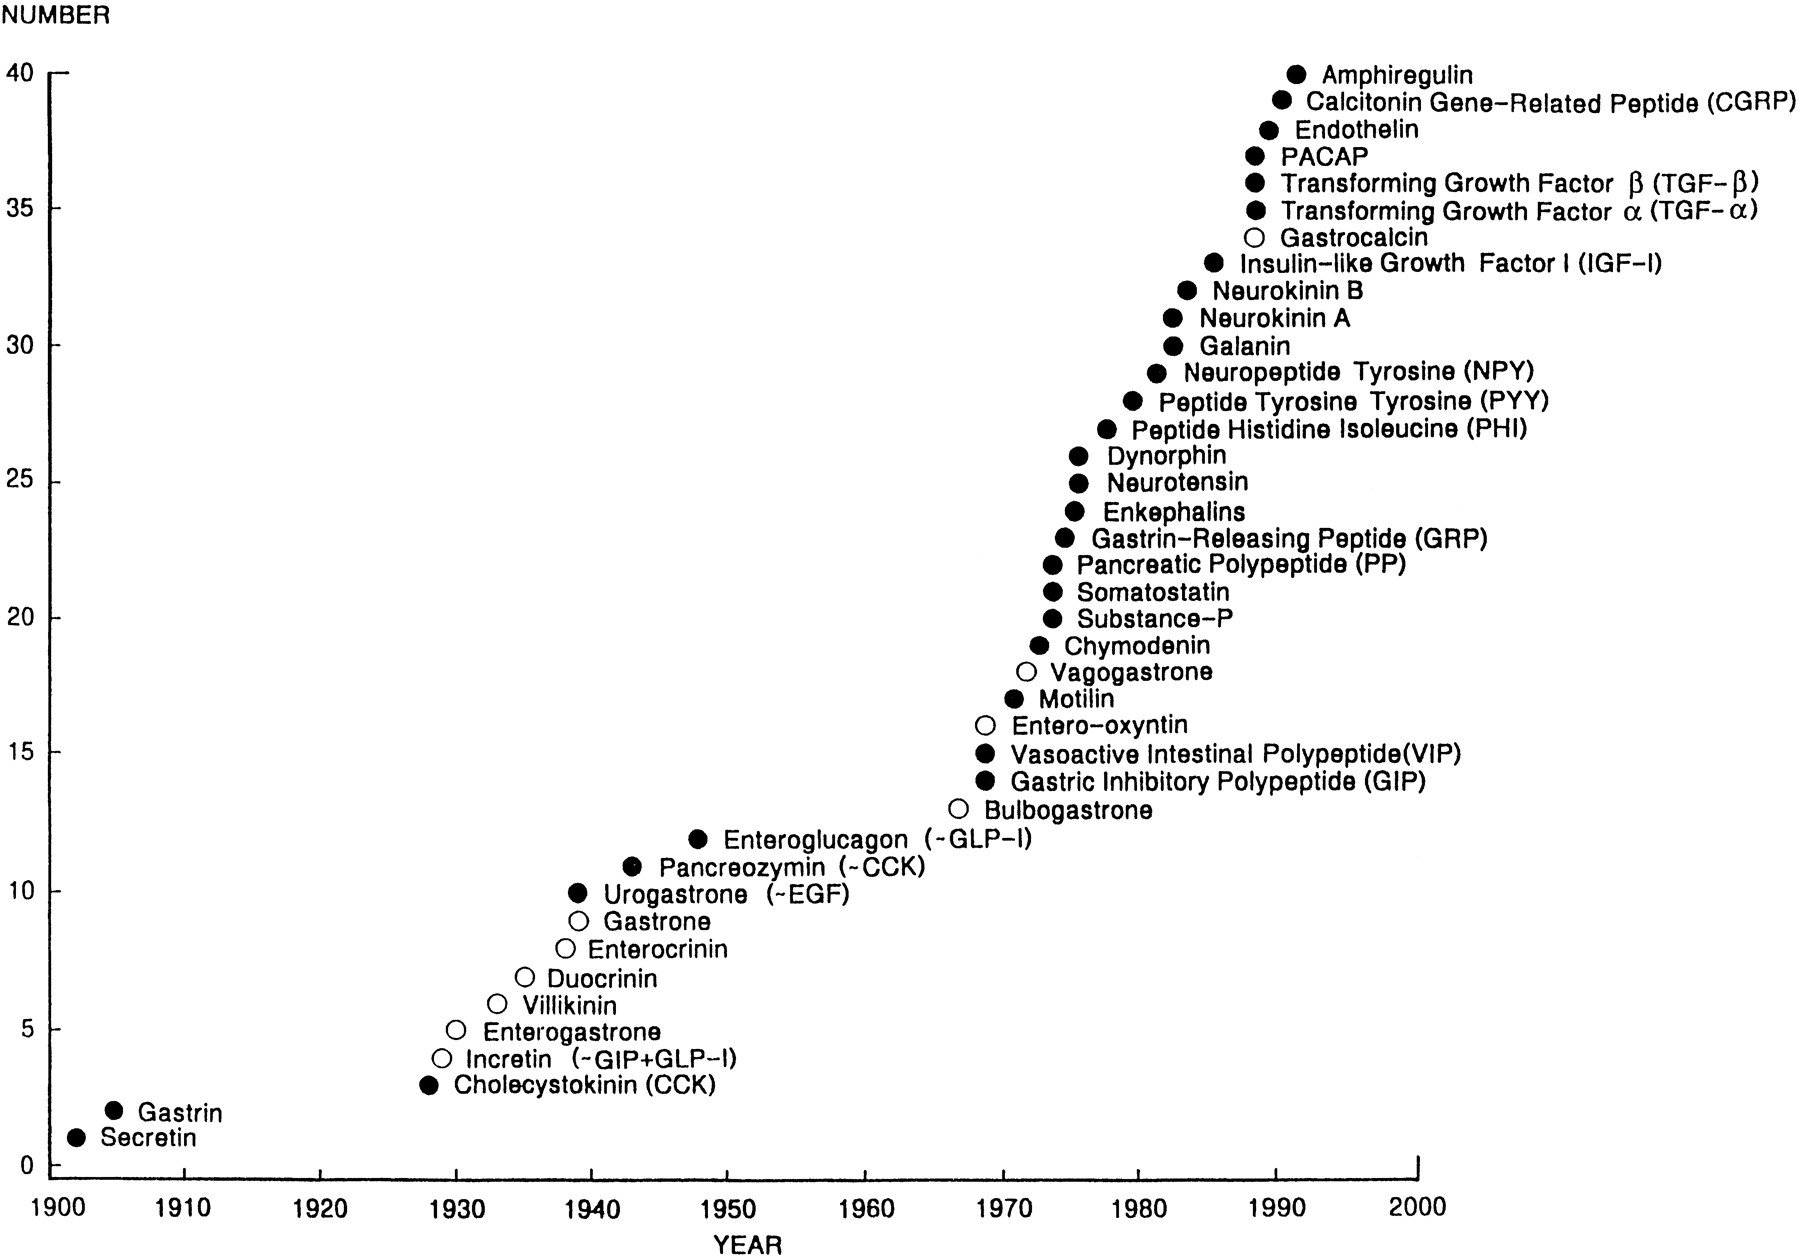 NUMBER
40
Amphiregulin
Calcitonin Gene-Related Peptide (CGRP)
Endothelin
PACAP
Transforming Growth Factor β (TGF-β)
35
Transforming Growth Factor α (TGF-α)
Gastrocalcin
Insulin-like Growth Factor I (IGF-I)
Neurokinin B
Neurokinin A
30
Galanin
Neuropeptide Tyrosine (NPY)
Peptide Tyrosine Tyrosine (PYY)
Peptide Histidine Isoleucine (PHI)
Dynorphin
25
Neurotensin
Enkephalins
Gastrin-Releasing Peptide (GRP)
Pancreatic Polypeptide (PP)
Somatostatin
20
Substance-P
Chymodenin
Vagogastrone
Motilin
Entero-oxyntin
15
Vasoactive Intestinal Polypeptide(VIP)
Gastric Inhibitory Polypeptide (GIP)
Bulbogastrone
Enteroglucagon (~GLP-I)
Pancreozymin (~CCK)
10
Urogastrone (~EGF)
Gastrone
Enterocrinin
Duocrinin
Villikinin
5
Enterogastrone
Incretin (~GIP+GLP-I)
Cholecystokinin (CCK)
Gastrin
Secretin
0
1900 1910 1920 1930 1940 1950 1960 1970 1980 1990 2000
YEAR